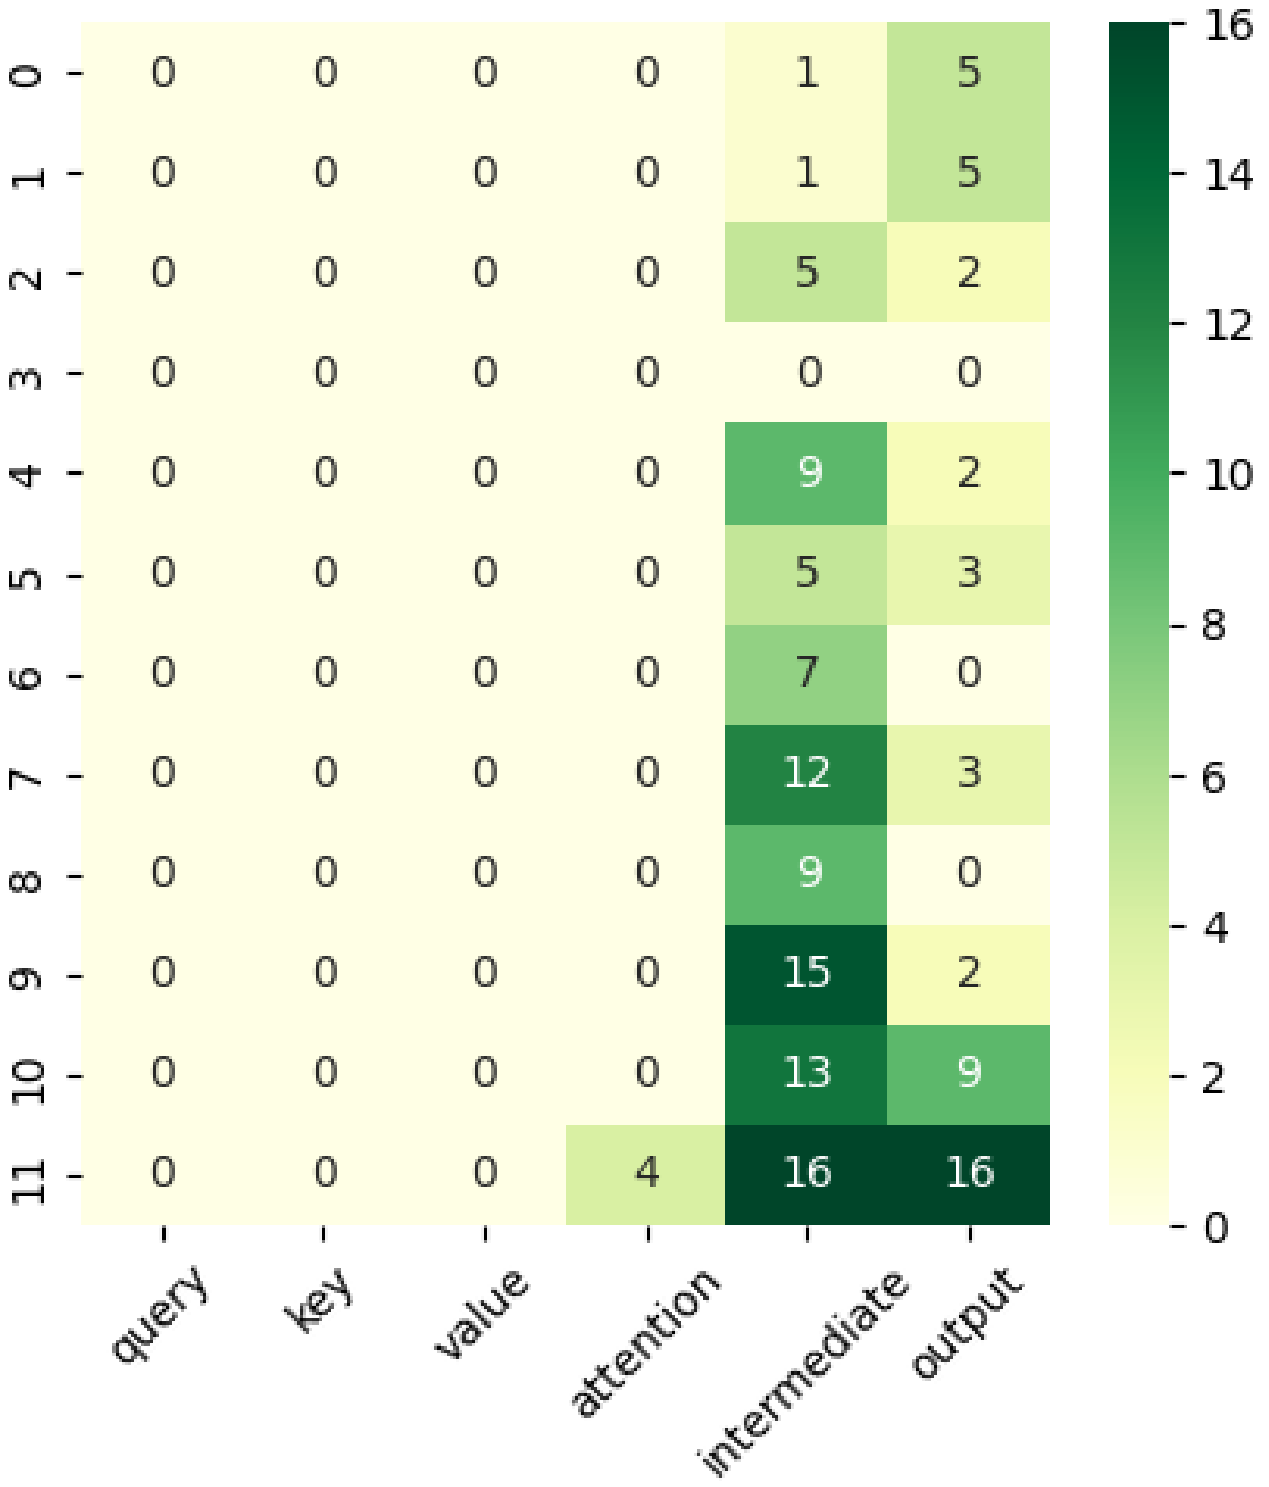 0 0 0 0 0 1 5
1 0 0 0 0 1 5
2 0 0 0 0 5 2
3 0 0 0 0 0 0
4 0 0 0 0 9 2
5 0 0 0 0 5 3
6 0 0 0 0 7 0
7 0 0 0 0 12 3
8 0 0 0 0 9 0
9 0 0 0 0 15 2
10 0 0 0 0 13 9
11 0 0 0 4 16 16
query key value attention intermediate output
16
14
12
10
8
6
4
2
0